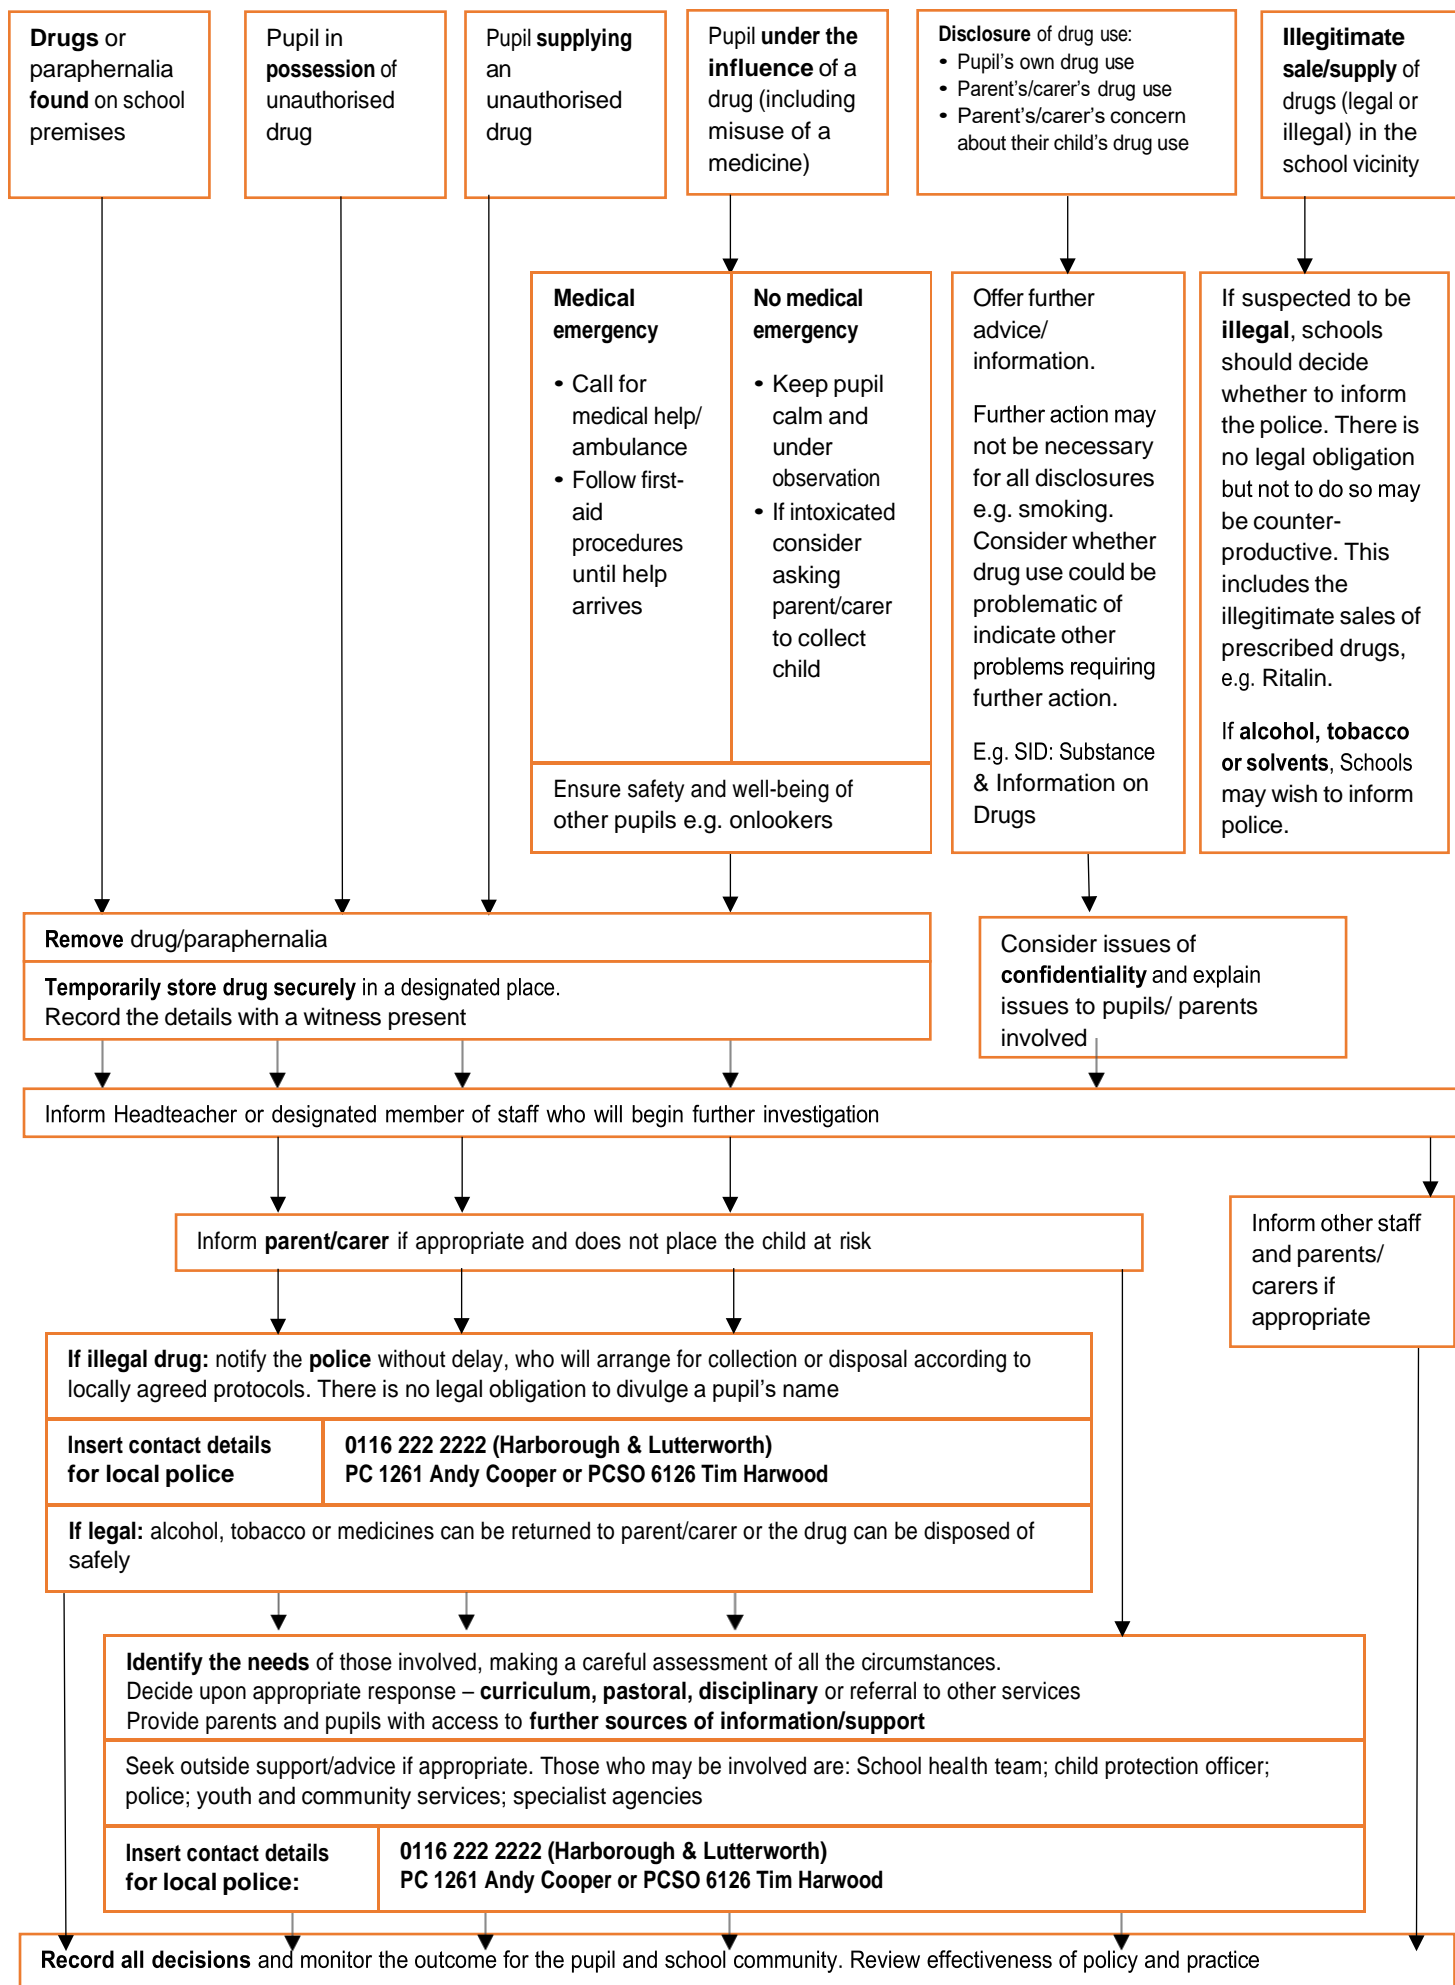 Drugs or
paraphernalia
found on school
premises
Pupil in
possession of
unauthorised
drug
Pupil supplying
an
unauthorised
drug
Pupil under the
influence of a
drug (including
misuse of a
medicine)
Disclosure of drug use:
• Pupil's own drug use
• Parent's/carer's drug use
• Parent's/carer's concern
about their child's drug use
Illegitimate
sale/supply of
drugs (legal or
illegal) in the
school vicinity
Medical
emergency
• Call for
medical help/
ambulance
• Follow first-
aid
procedures
until help
arrives
No medical
emergency
• Keep pupil
calm and
under
observation
• If intoxicated
consider
asking
parent/carer
to collect
child
Ensure safety and well-being of
other pupils e.g. onlookers
Offer further
advice/
information.
Further action may
not be necessary
for all disclosures
e.g. smoking.
Consider whether
drug use could be
problematic of
indicate other
problems requiring
further action.
E.g. SID: Substance
& Information on
Drugs
If suspected to be
illegal, schools
should decide
whether to inform
the police. There is
no legal obligation
but not to do so may
be counter-
productive. This
includes the
illegitimate sales of
prescribed drugs,
e.g. Ritalin.
If alcohol, tobacco
or solvents, Schools
may wish to inform
police.
Remove drug/paraphernalia
Temporarily store drug securely in a designated place.
Record the details with a witness present
Consider issues of
confidentiality and explain
issues to pupils/ parents
involved
Inform Headteacher or designated member of staff who will begin further investigation
Inform parent/carer if appropriate and does not place the child at risk
Inform other staff
and parents/
carers if
appropriate
If illegal drug: notify the police without delay, who will arrange for collection or disposal according to
locally agreed protocols. There is no legal obligation to divulge a pupil's name
Insert contact details
for local police
0116 222 2222 (Harborough & Lutterworth)
PC 1261 Andy Cooper or PCSO 6126 Tim Harwood
If legal: alcohol, tobacco or medicines can be returned to parent/carer or the drug can be disposed of
safely
Identify the needs of those involved, making a careful assessment of all the circumstances.
Decide upon appropriate response – curriculum, pastoral, disciplinary or referral to other services
Provide parents and pupils with access to further sources of information/support
Seek outside support/advice if appropriate. Those who may be involved are: School health team; child protection officer;
police; youth and community services; specialist agencies
Insert contact details
for local police:
0116 222 2222 (Harborough & Lutterworth)
PC 1261 Andy Cooper or PCSO 6126 Tim Harwood
Record all decisions and monitor the outcome for the pupil and school community. Review effectiveness of policy and practice